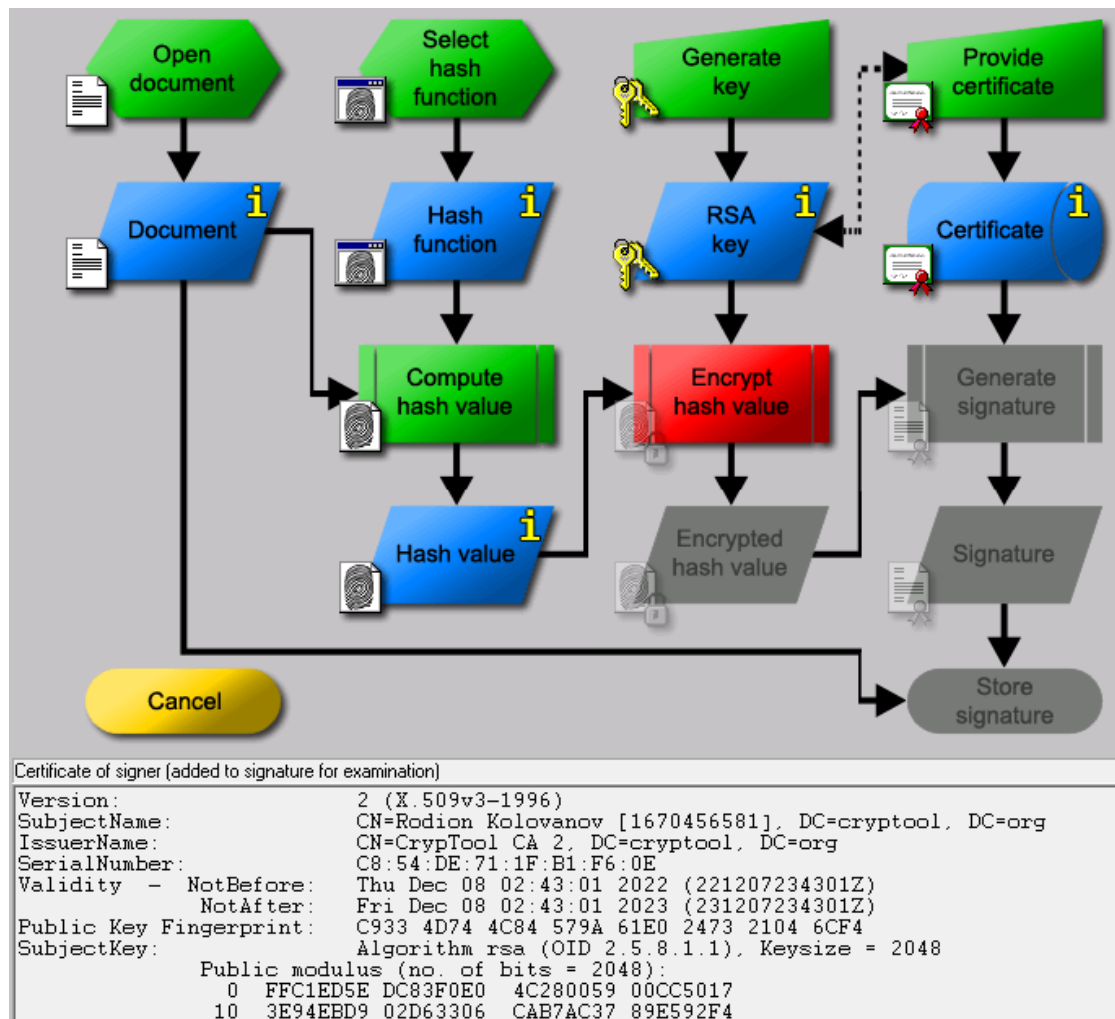 Open
document
Select
hash
function
Generate
key
Provide
certificate
Document
i
Hash
function
i
RSA
key
i
Certificate
i
Compute
hash value
Encrypt
hash value
Generate
signature
Hash value
i
Encrypted
hash value
Signature
Cancel
Store
signature
Certificate of signer (added to signature for examination)
Version: 2 (X.509v3-1996)
SubjectName: CN=Rodion Kolovanov [1670456581], DC=cryptool, DC=org
IssuerName: CN=CrypTool CA 2, DC=cryptool, DC=org
SerialNumber: C8:54:DE:71:1F:B1:F6:0E
Validity - NotBefore: Thu Dec 08 02:43:01 2022 (221207234301Z)
NotAfter: Fri Dec 08 02:43:01 2023 (231207234301Z)
Public Key Fingerprint: C933 4D74 4C84 579A 61E0 2473 2104 6CF4
SubjectKey: Algorithm rsa (OID 2.5.8.1.1), Keysize = 2048
Public modulus (no. of bits = 2048):
0 FFC1ED5E DC83F0E0 4C280059 00CC5017
10 3E94EBD9 02D63306 CAB7AC37 89E592F4